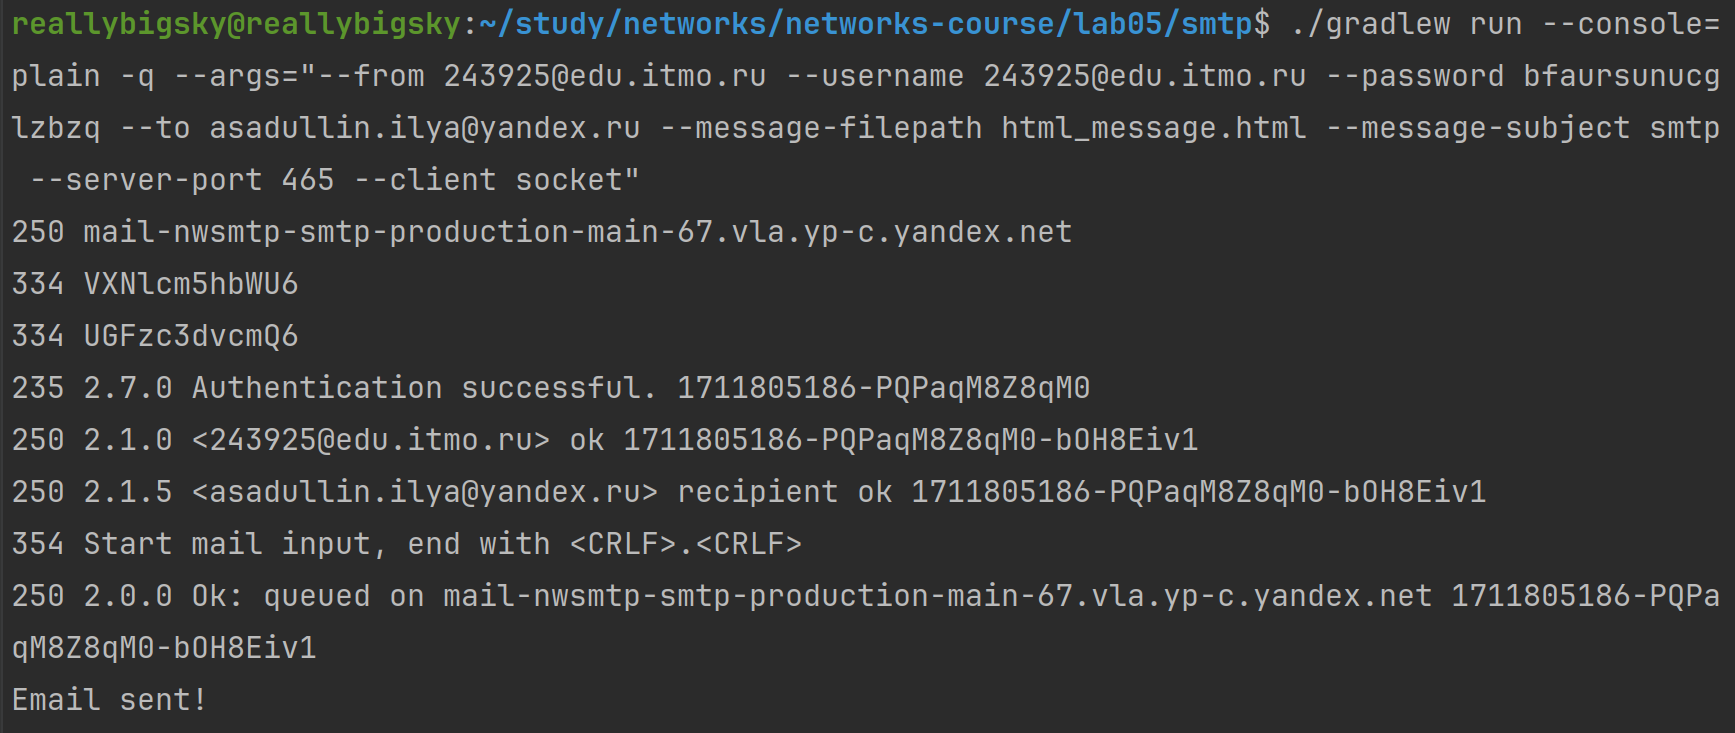 reallybigsky@reallybigsky:~/study/networks/networks-course/lab05/smtp$ ./gradlew run --console=
plain -q --args="--from 243925@edu.itmo.ru --username 243925@edu.itmo.ru --password bfaursunucg
lzbzq --to asadullin.ilya@yandex.ru --message-filepath html_message.html --message-subject smtp
 --server-port 465 --client socket"
250 mail-nwsmtp-smtp-production-main-67.vla.yp-c.yandex.net
334 VXNlcm5hbWU6
334 UGFzc3dvcmQ6
235 2.7.0 Authentication successful. 1711805186-PQPaqM8Z8qM0
250 2.1.0 <243925@edu.itmo.ru> ok 1711805186-PQPaqM8Z8qM0-bOH8Eiv1
250 2.1.5 <asadullin.ilya@yandex.ru> recipient ok 1711805186-PQPaqM8Z8qM0-bOH8Eiv1
354 Start mail input, end with <CRLF>.<CRLF>
250 2.0.0 Ok: queued on mail-nwsmtp-smtp-production-main-67.vla.yp-c.yandex.net 1711805186-PQPa
qM8Z8qM0-bOH8Eiv1
Email sent!